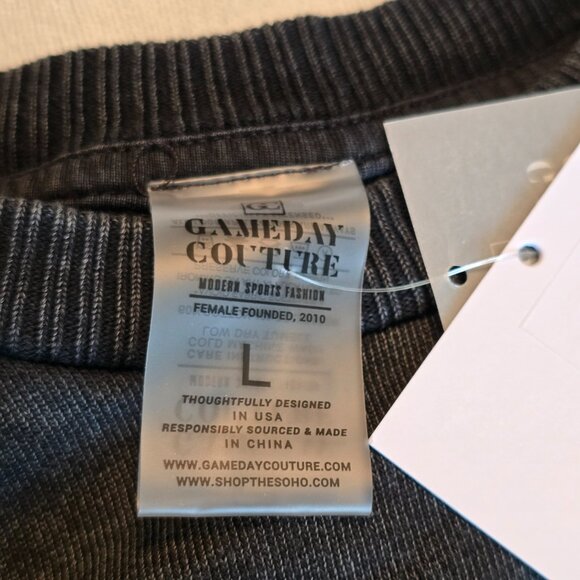 GAMEDAY
COUTURE
MODERN SPORTS FASHION
FEMALE FOUNDED, 2010
L
THOUGHTFULLY DESIGNED
IN USA
RESPONSIBLY SOURCED & MADE
IN CHINA
WWW.GAMEDAYCOUTURE.COM
WWW.SHOPTHESOHO.COM